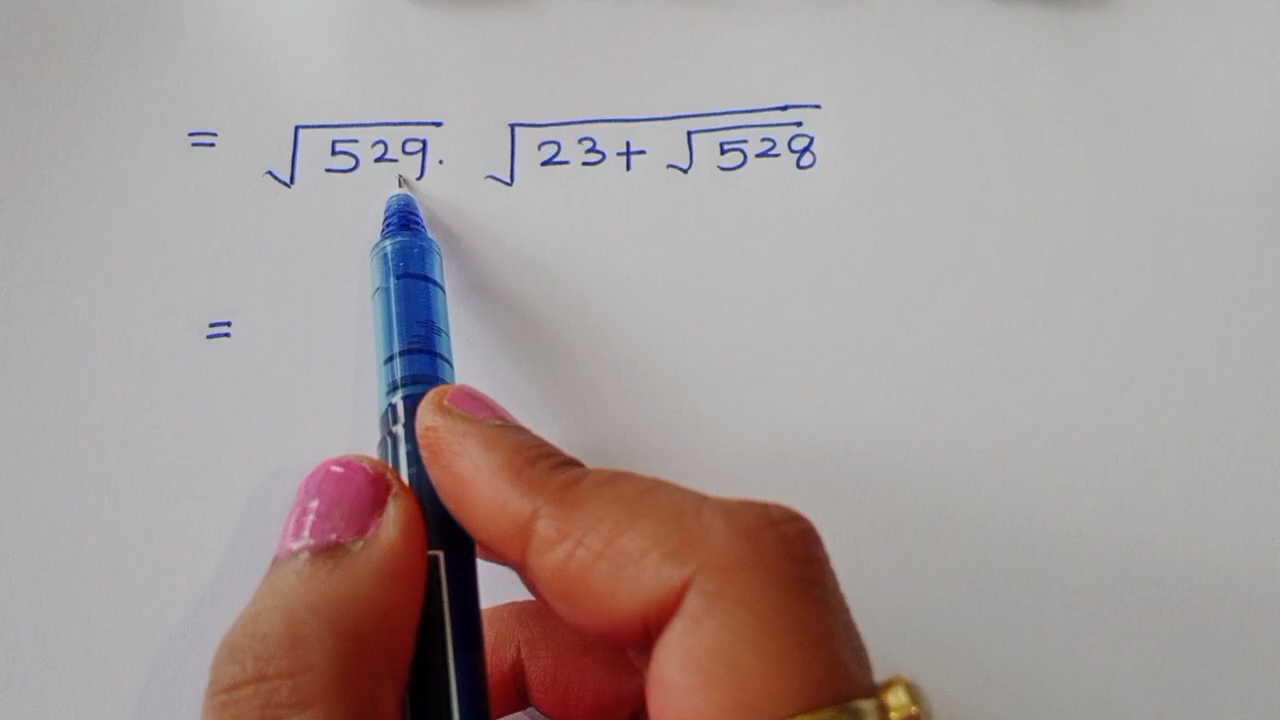 = √529. √23+√528
=